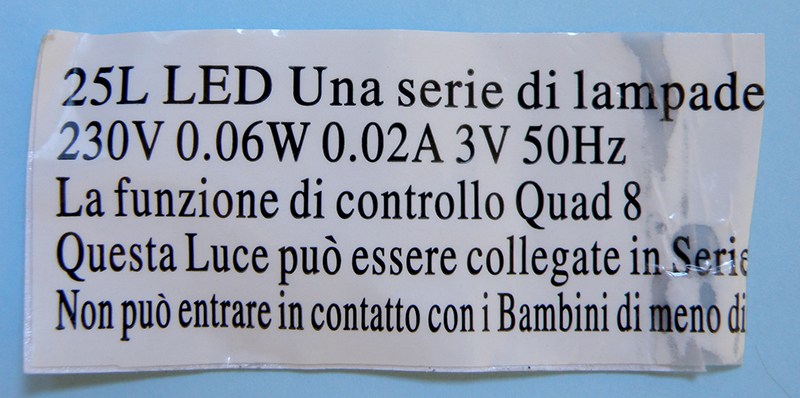 25L LED Una serie di lampade
230V 0.06W 0.02A 3V 50Hz
La funzione di controllo Quad 8
Questa Luce può essere collegate in Serie
Non può entrare in contatto con i Bambini di meno di